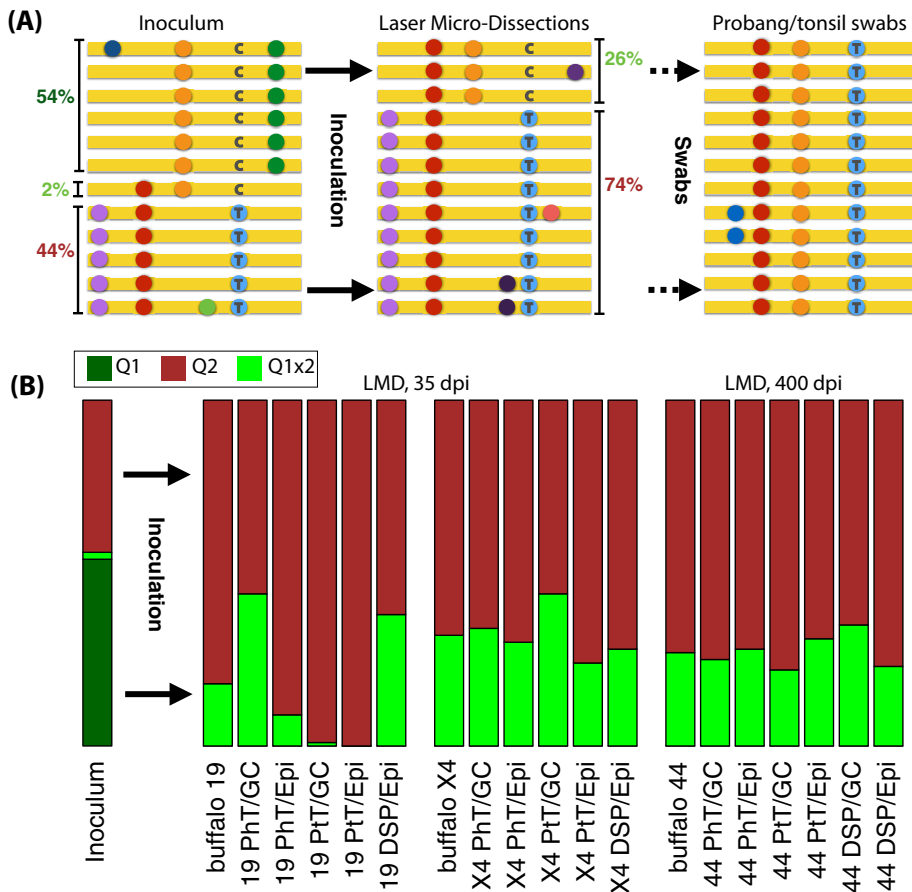 (A)
Inoculum
Laser Micro-Dissections
Probang/tonsil swabs
C
C
C
C
C
C
C
T
T
T
T
T
54%
2%
44%
Inoculation
C
C
C
T
T
T
T
T
T
T
T
T
26%
74%
Swabs
T
T
T
T
T
T
T
T
T
T
T
T
(B)
Q1 Q2 Q1x2
LMD, 35 dpi
LMD, 400 dpi
Inoculation
Inoculum
buffalo 19
19 PhT/GC
19 PhT/Epi
19 PtT/GC
19 PtT/Epi
19 DSP/Epi
buffalo X4
X4 PhT/GC
X4 PhT/Epi
X4 PtT/GC
X4 PtT/Epi
X4 DSP/Epi
buffalo 44
44 PhT/GC
44 PhT/Epi
44 PtT/GC
44 PtT/Epi
44 DSP/GC
44 DSP/Epi